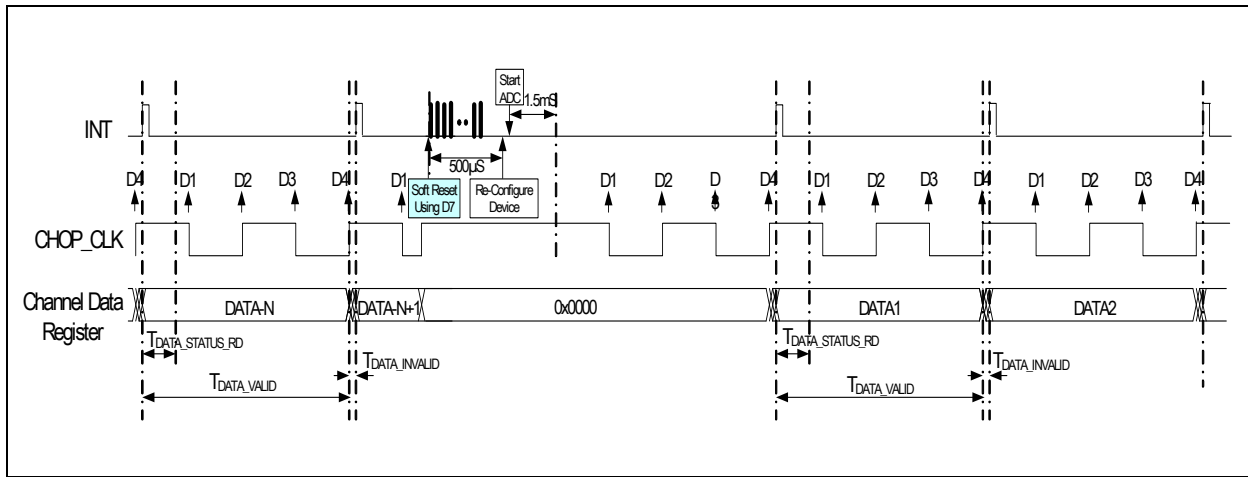 Start
ADC
1.5mS
INT
500µS
D4 D1 D2 D3 D4 D1 D1 D2 D3 D4 D1 D2 D3 D4 D1 D2 D3 D4
Soft Reset
Using D7
Re-Configure
Device
CHOP_CLK
Channel Data
Register
DATA-N DATA-N+1 0x0000 DATA1 DATA2
TDATA_STATUS_RD TDATA_STATUS_RD
TDATA_INVALID TDATA_INVALID
TDATA_VALID TDATA_VALID